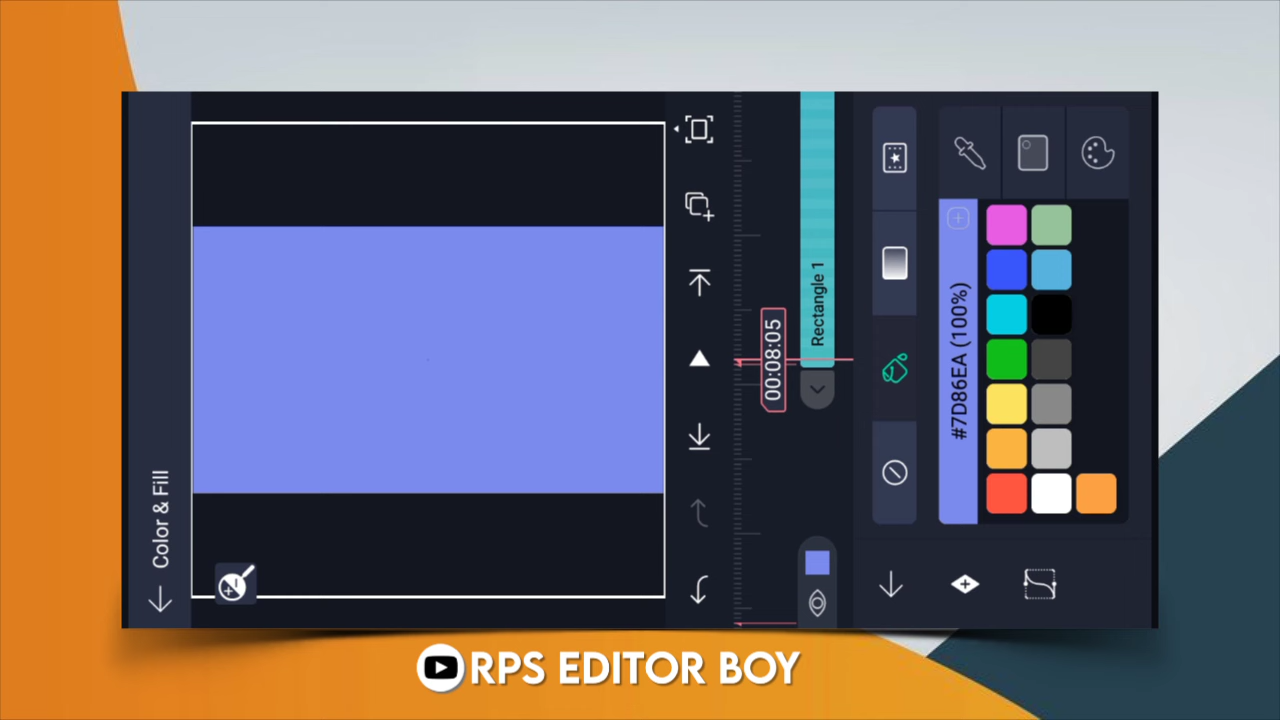 Color & Fill
00:08:05
Rectangle 1
#7D86EA (100%)
RPS EDITOR BOY